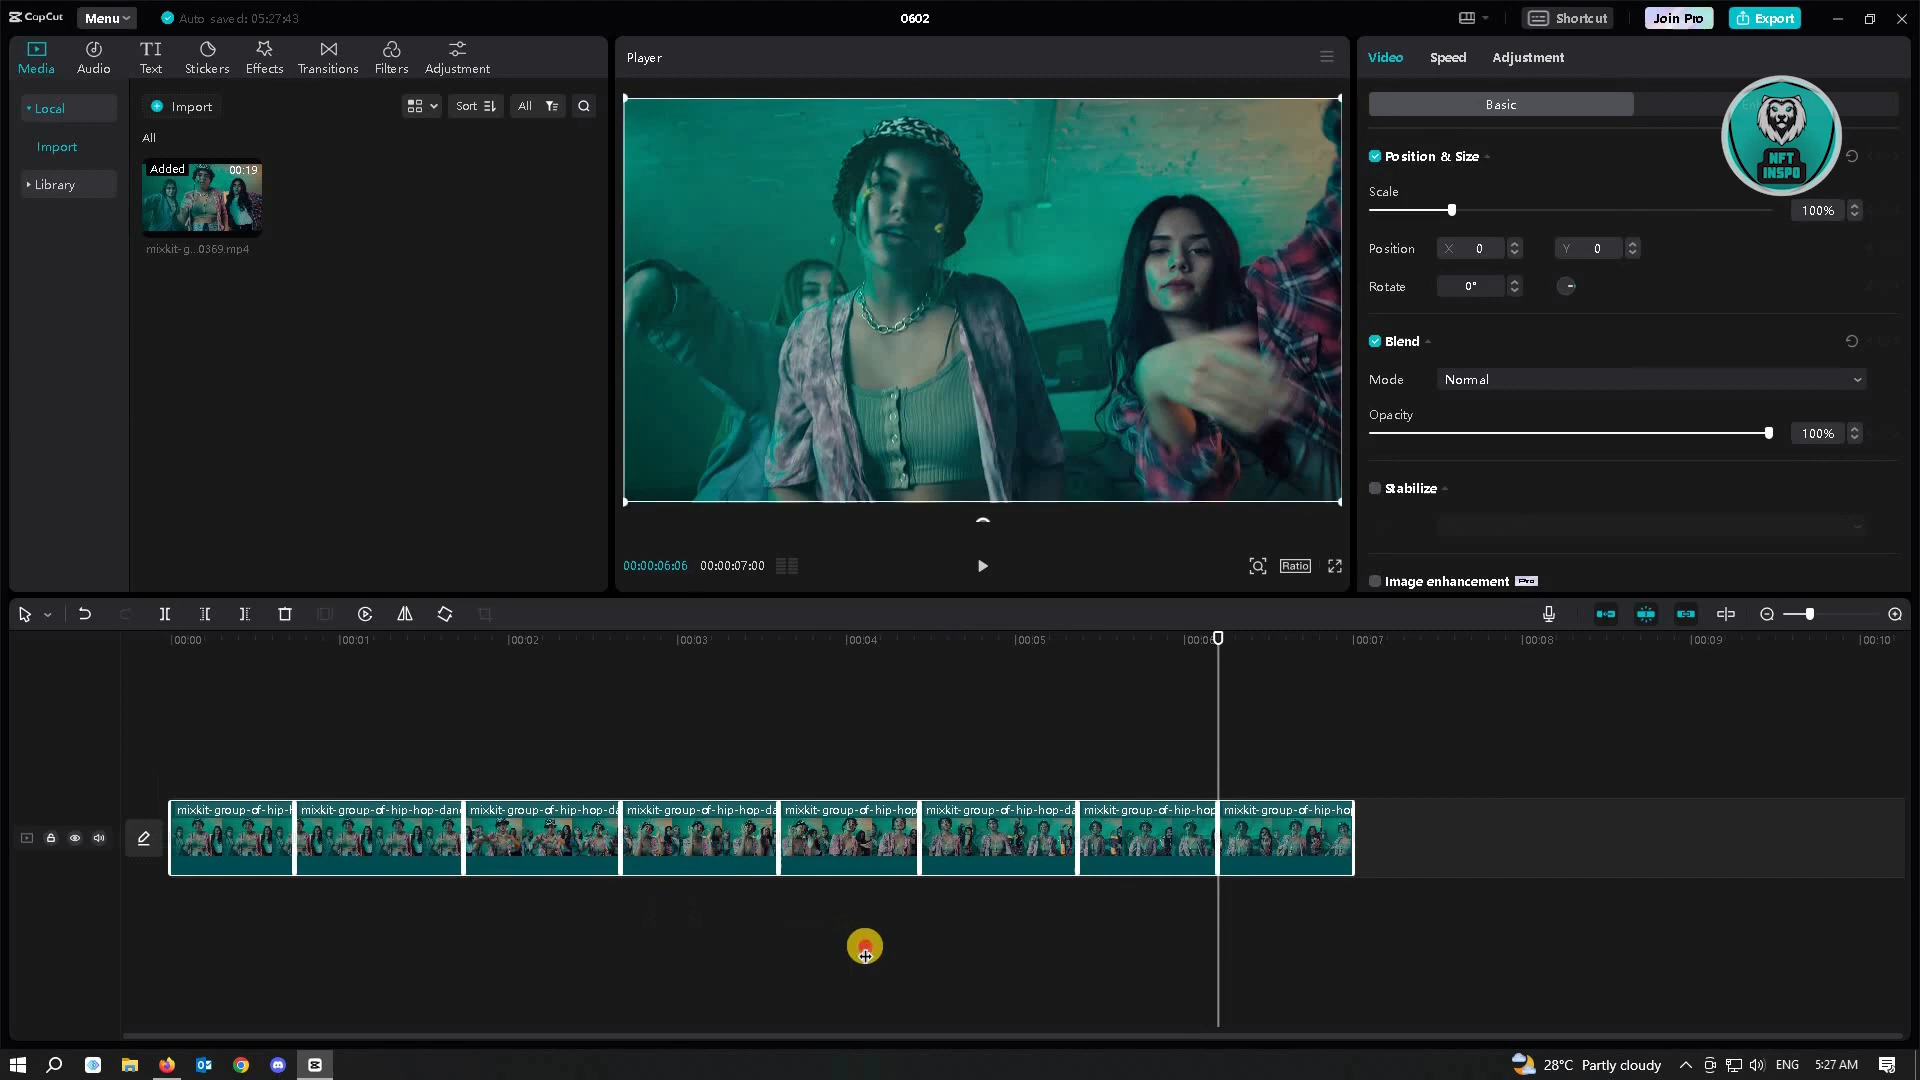 CapCut
Menu
Auto saved: 05:27:43
0602
Shortcut
Join Pro
Export
Media
Audio
TI
Text
Stickers
Effects
Transitions
Filters
Adjustment
Local
Import
Library
Import
Sort
All
All
Added
00:19
mixkit-g...0369.mp4
Player
00:00:06:06
00:00:07:00
Ratio
Video
Speed
Adjustment
Basic
NFT
INSPO
Position & Size
Scale
100%
Position
X 0
Y 0
Rotate
0°
Blend
Mode
Normal
Opacity
100%
Stabilize
Image enhancement Pro
00:00
00:01
00:02
00:03
00:04
00:05
00:06
00:07
00:08
00:09
00:10
mixkit-group-of-hip-h
mixkit-group-of-hip-hop-danc
mixkit-group-of-hip-hop-da
mixkit-group-of-hip-hop-da
mixkit-group-of-hip-hop
mixkit-group-of-hip-hop-da
mixkit-group-of-hip-hop
mixkit-group-of-hip-hop
28°C Partly cloudy
ENG
5:27 AM